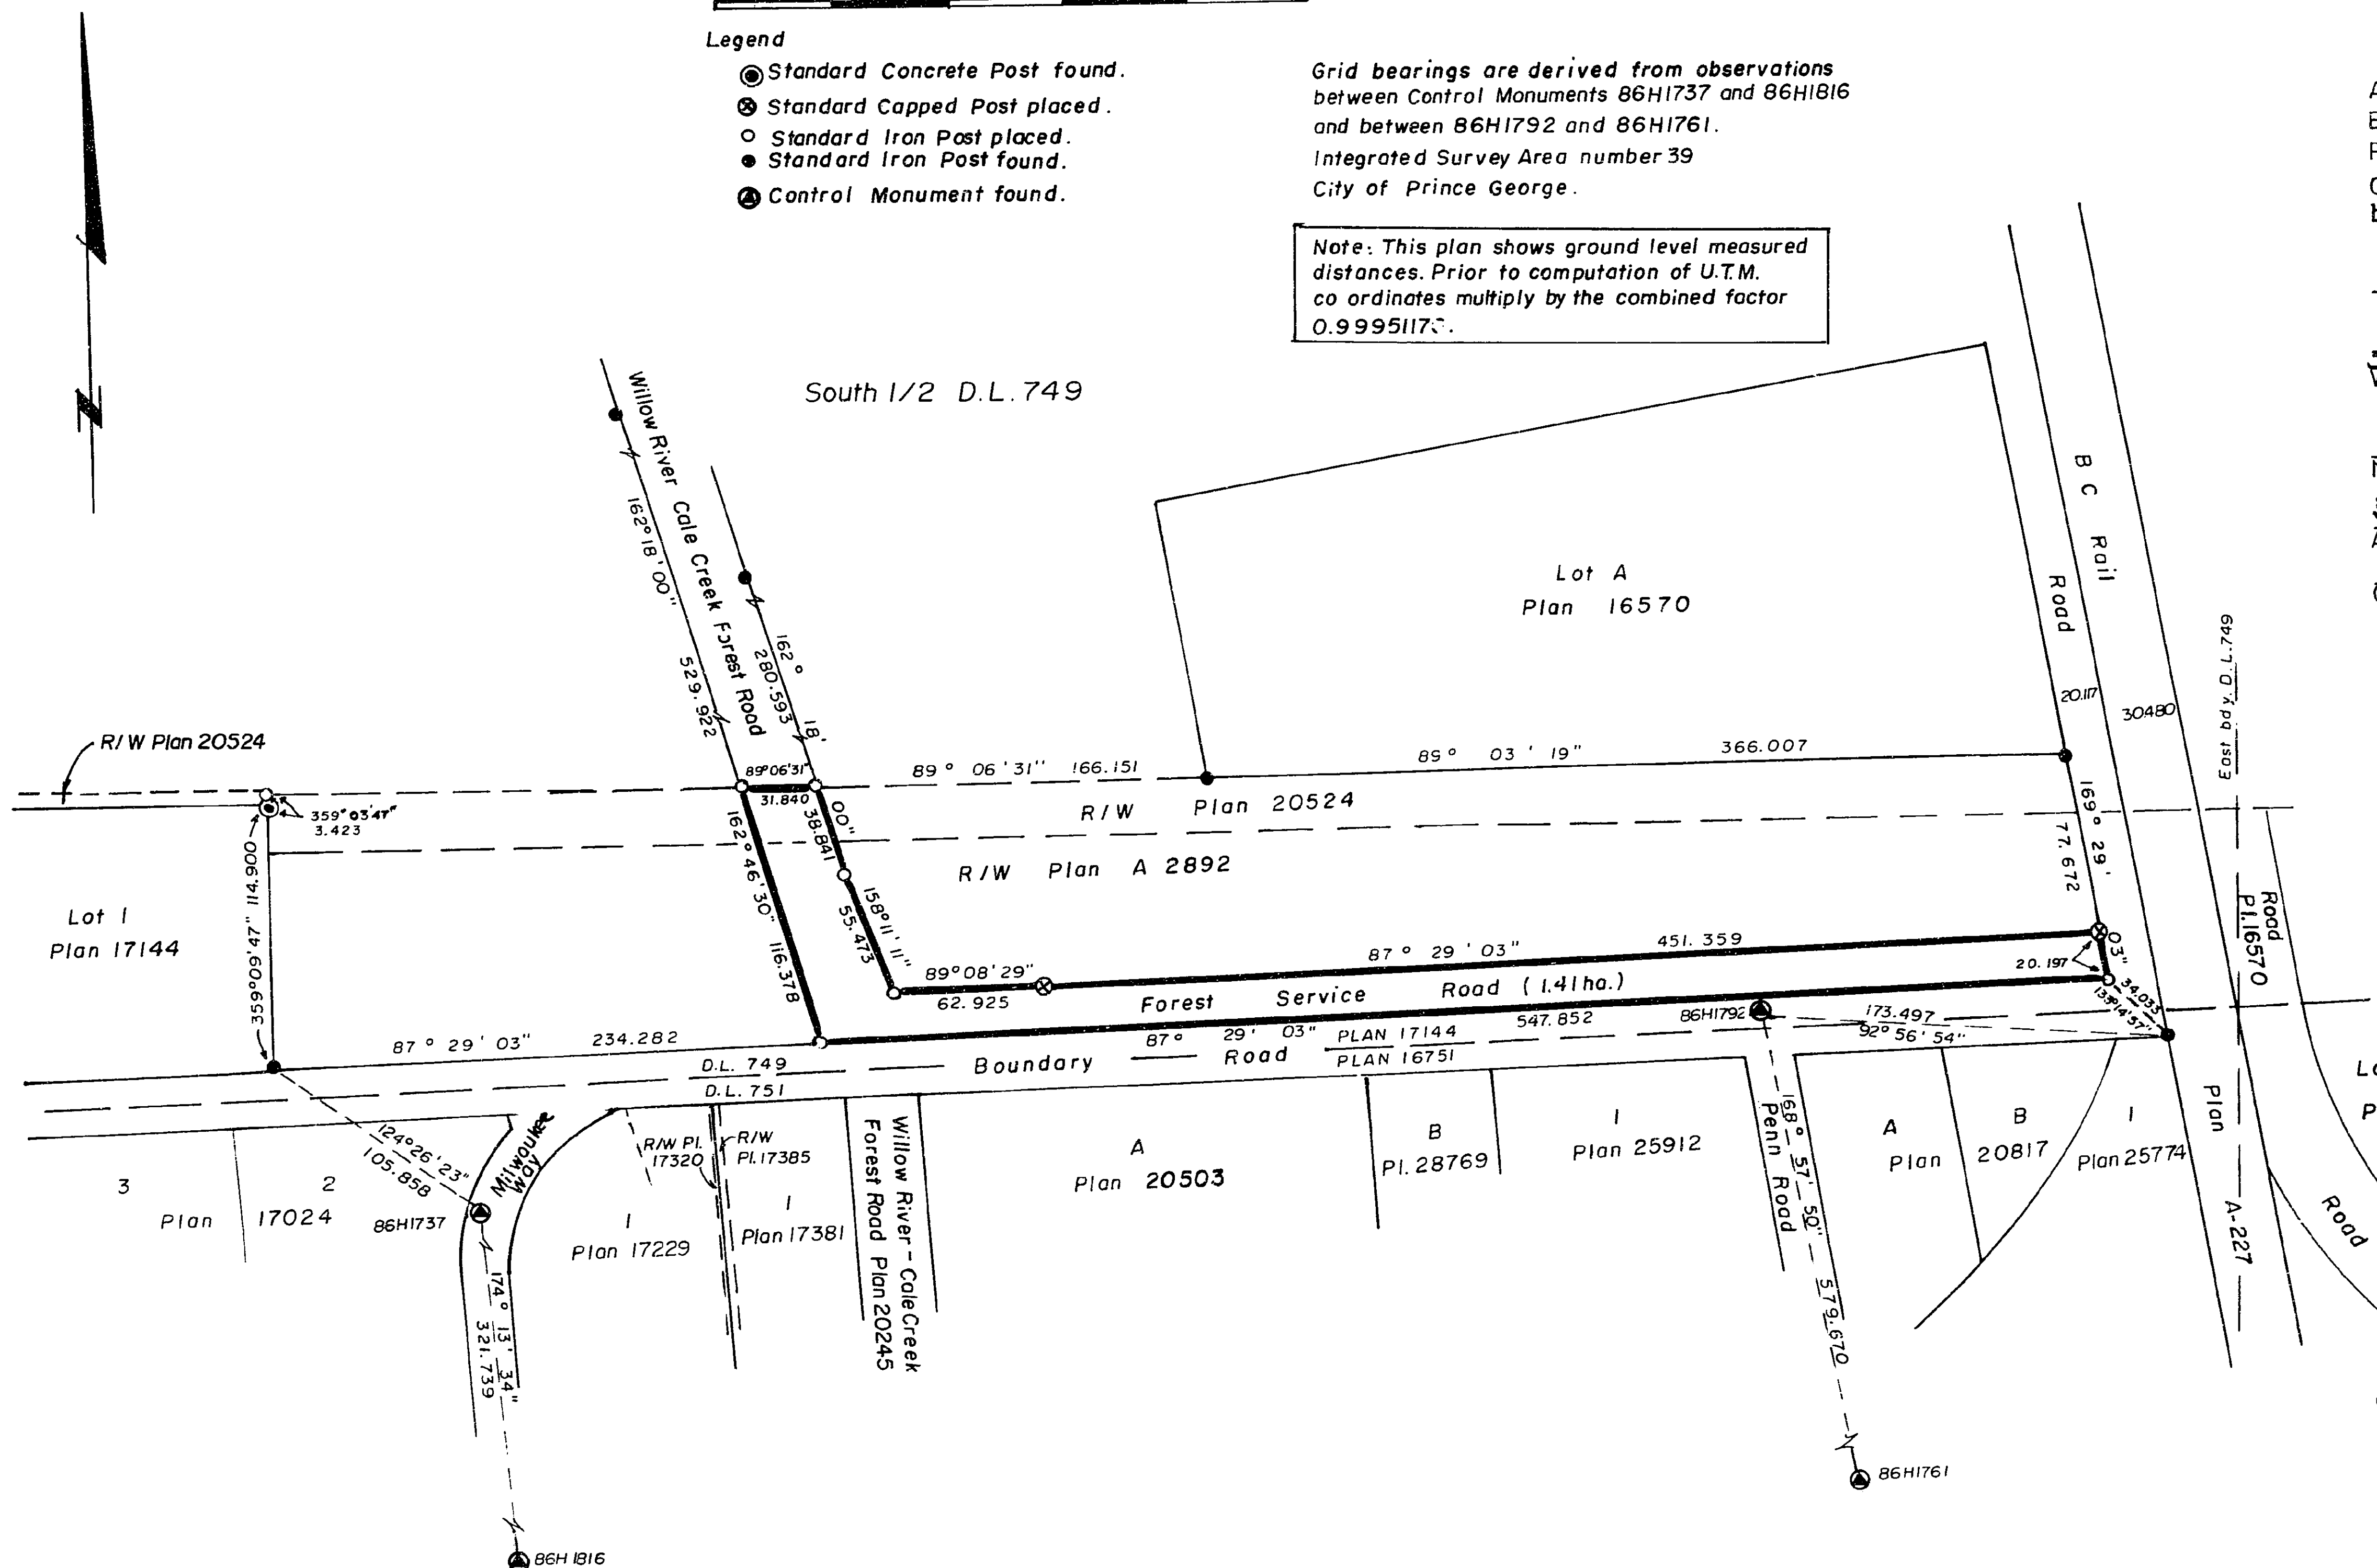 Legend
Standard Concrete Post found.
Standard Capped Post placed.
Standard Iron Post placed.
Standard Iron Post found.
Control Monument found.
Grid bearings are derived from observations
between Control Monuments 86H1737 and 86H1816
and between 86H1792 and 86H1761.
Integrated Survey Area number 39
City of Prince George.
Note: This plan shows ground level measured
distances. Prior to computation of U.T.M.
co ordinates multiply by the combined factor
N
South 1/2 D.L. 749
Willow River Cale Creek Forest Road
162° 18' 00"
529.922
162° 18' 00"
280.593
38.841
Lot A
Plan 16570
B C Rail
Road
20.117
30.480
East bdy. D.L. 749
R/W Plan 20524
359° 03' 47"
3.423
89° 06' 31"
31.840
89° 06' 31" 166.151
89° 03' 19" 366.007
R/W Plan 20524
R/W Plan A 2892
169° 29' 03"
77.672
Lot 1
Plan 17144
359° 09' 47" 114.900
162° 46' 30" 116.378
158° 11' 11"
55.473
89° 08' 29"
62.925
87° 29' 03" 451.359
20.197
34.033
133° 14' 57"
Road
Pl. 16570
Forest Service Road (1.41 ha.)
87° 29' 03" 234.282
87° 29' 03" 547.852
86H1792
173.497
92° 56' 54"
PLAN 17144
PLAN 16751
D.L. 749
D.L. 751
Boundary Road
Milwaukee
Way
124° 26' 23"
105.858
86H1737
3
2
Plan 17024
1
Plan 17229
R/W Pl.
17320
R/W
Pl. 17385
1
Plan 17381
Willow River - Cale Creek
Forest Road Plan 20245
A
Plan 20503
B
Pl. 28769
1
Plan 25912
Penn Road
168° 57' 50" 579.670
A
B
Plan 20817
1
Plan 25774
Plan A-227
Road
174° 13' 34"
321.739
86H1816
86H1761